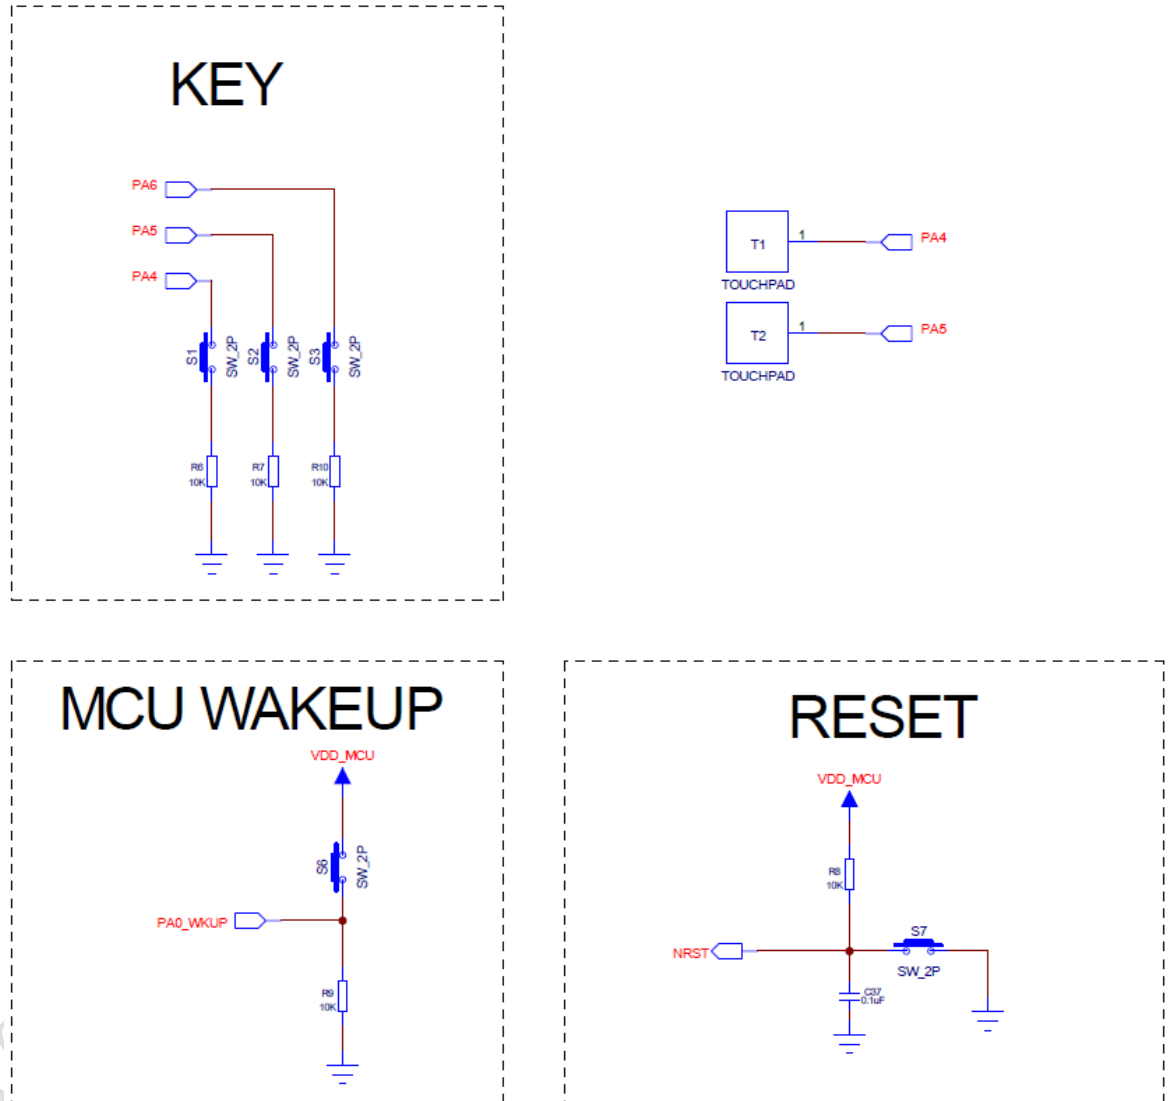 KEY
PA6
PA5
PA4
S1
SW_2P
S2
SW_2P
S3
SW_2P
R6
10K
R7
10K
R10
10K
T1
1
PA4
TOUCHPAD
T2
1
PA5
TOUCHPAD
MCU WAKEUP
VDD_MCU
S6
SW_2P
PA0_WKUP
R9
10K
RESET
VDD_MCU
R8
10K
NRST
S7
SW_2P
C37
0.1uF